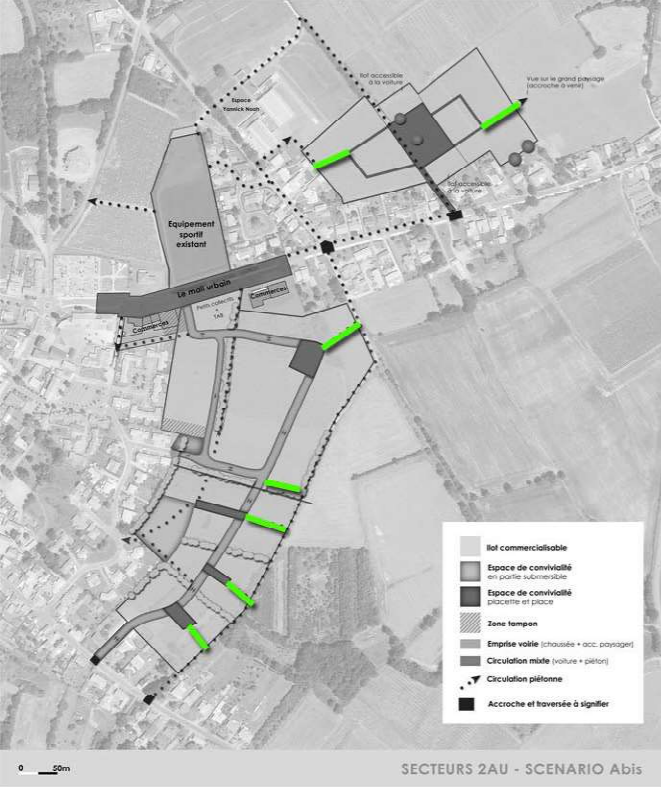 Ilot accessible
à la voiture
Vue sur le grand paysage
(accroche à venir)
Espace
Yannick Noah
Ilot accessible
à la voiture
Equipement
sportif
existant
Le mail urbain
Petits collectifs
+
Commerces
Commerces
Ilot commercialisable
Espace de convivialité
en partie submersible
Espace de convivialité
placette et place
Zone tampon
Emprise voirie (chaussée + acc. paysager)
Circulation mixte (voiture + piéton)
Circulation piétonne
Accroche et traversée à signifier
0 50m
SECTEURS 2AU - SCENARIO Abis